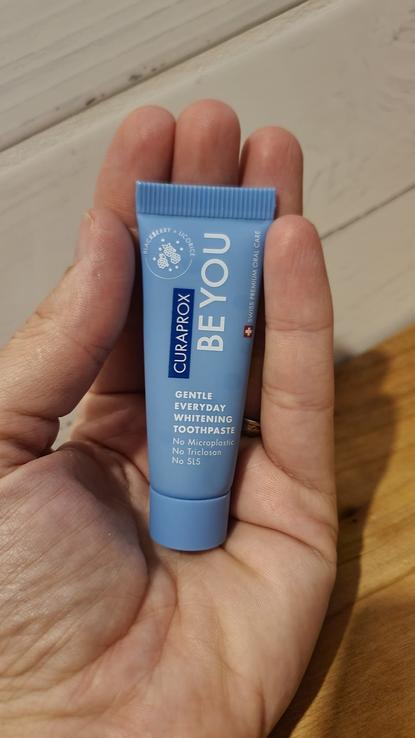 BLACKBERRY + LICORICE
CURAPROX
BE YOU
SWISS PREMIUM ORAL CARE
GENTLE
EVERYDAY
WHITENING
TOOTHPASTE
No Microplastic
No Triclosan
No SLS